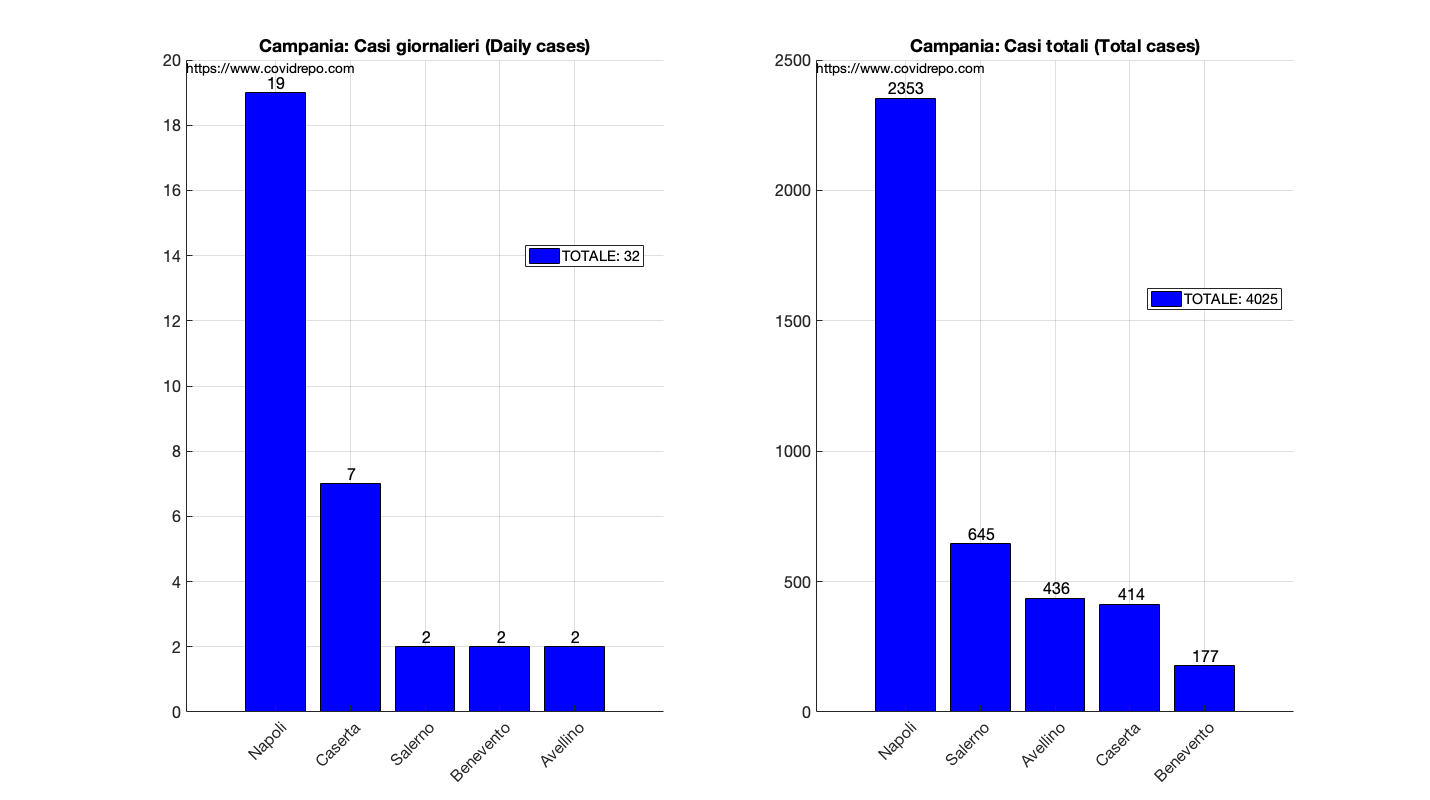 Campania: Casi giornalieri (Daily cases)
https://www.covidrepo.com
20
18
16
14
12
10
8
6
4
2
0
19
7
2
2
2
TOTALE: 32
Napoli
Caserta
Salerno
Benevento
Avellino
Campania: Casi totali (Total cases)
https://www.covidrepo.com
2500
2000
1500
1000
500
0
2353
645
436
414
177
TOTALE: 4025
Napoli
Salerno
Avellino
Caserta
Benevento